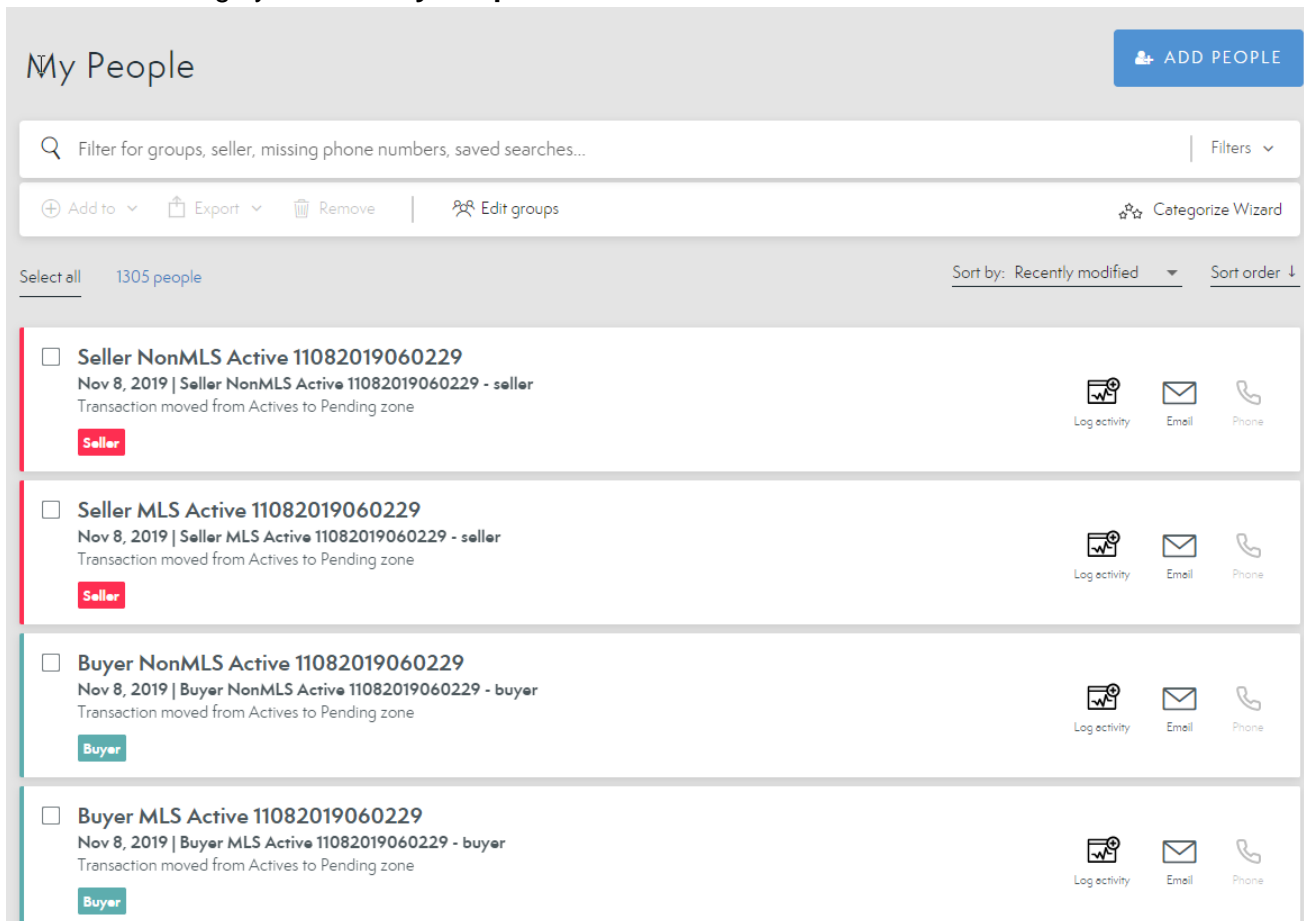 My People
ADD PEOPLE
Filter for groups, seller, missing phone numbers, saved searches...
Filters
Add to
Export
Remove
Edit groups
Categorize Wizard
Select all
1305 people
Sort by: Recently modified
Sort order ↓
Seller NonMLS Active 11082019060229
Nov 8, 2019 | Seller NonMLS Active 11082019060229 - seller
Transaction moved from Actives to Pending zone
Seller
Log activity
Email
Phone
Seller MLS Active 11082019060229
Nov 8, 2019 | Seller MLS Active 11082019060229 - seller
Transaction moved from Actives to Pending zone
Seller
Log activity
Email
Phone
Buyer NonMLS Active 11082019060229
Nov 8, 2019 | Buyer NonMLS Active 11082019060229 - buyer
Transaction moved from Actives to Pending zone
Buyer
Log activity
Email
Phone
Buyer MLS Active 11082019060229
Nov 8, 2019 | Buyer MLS Active 11082019060229 - buyer
Transaction moved from Actives to Pending zone
Buyer
Log activity
Email
Phone